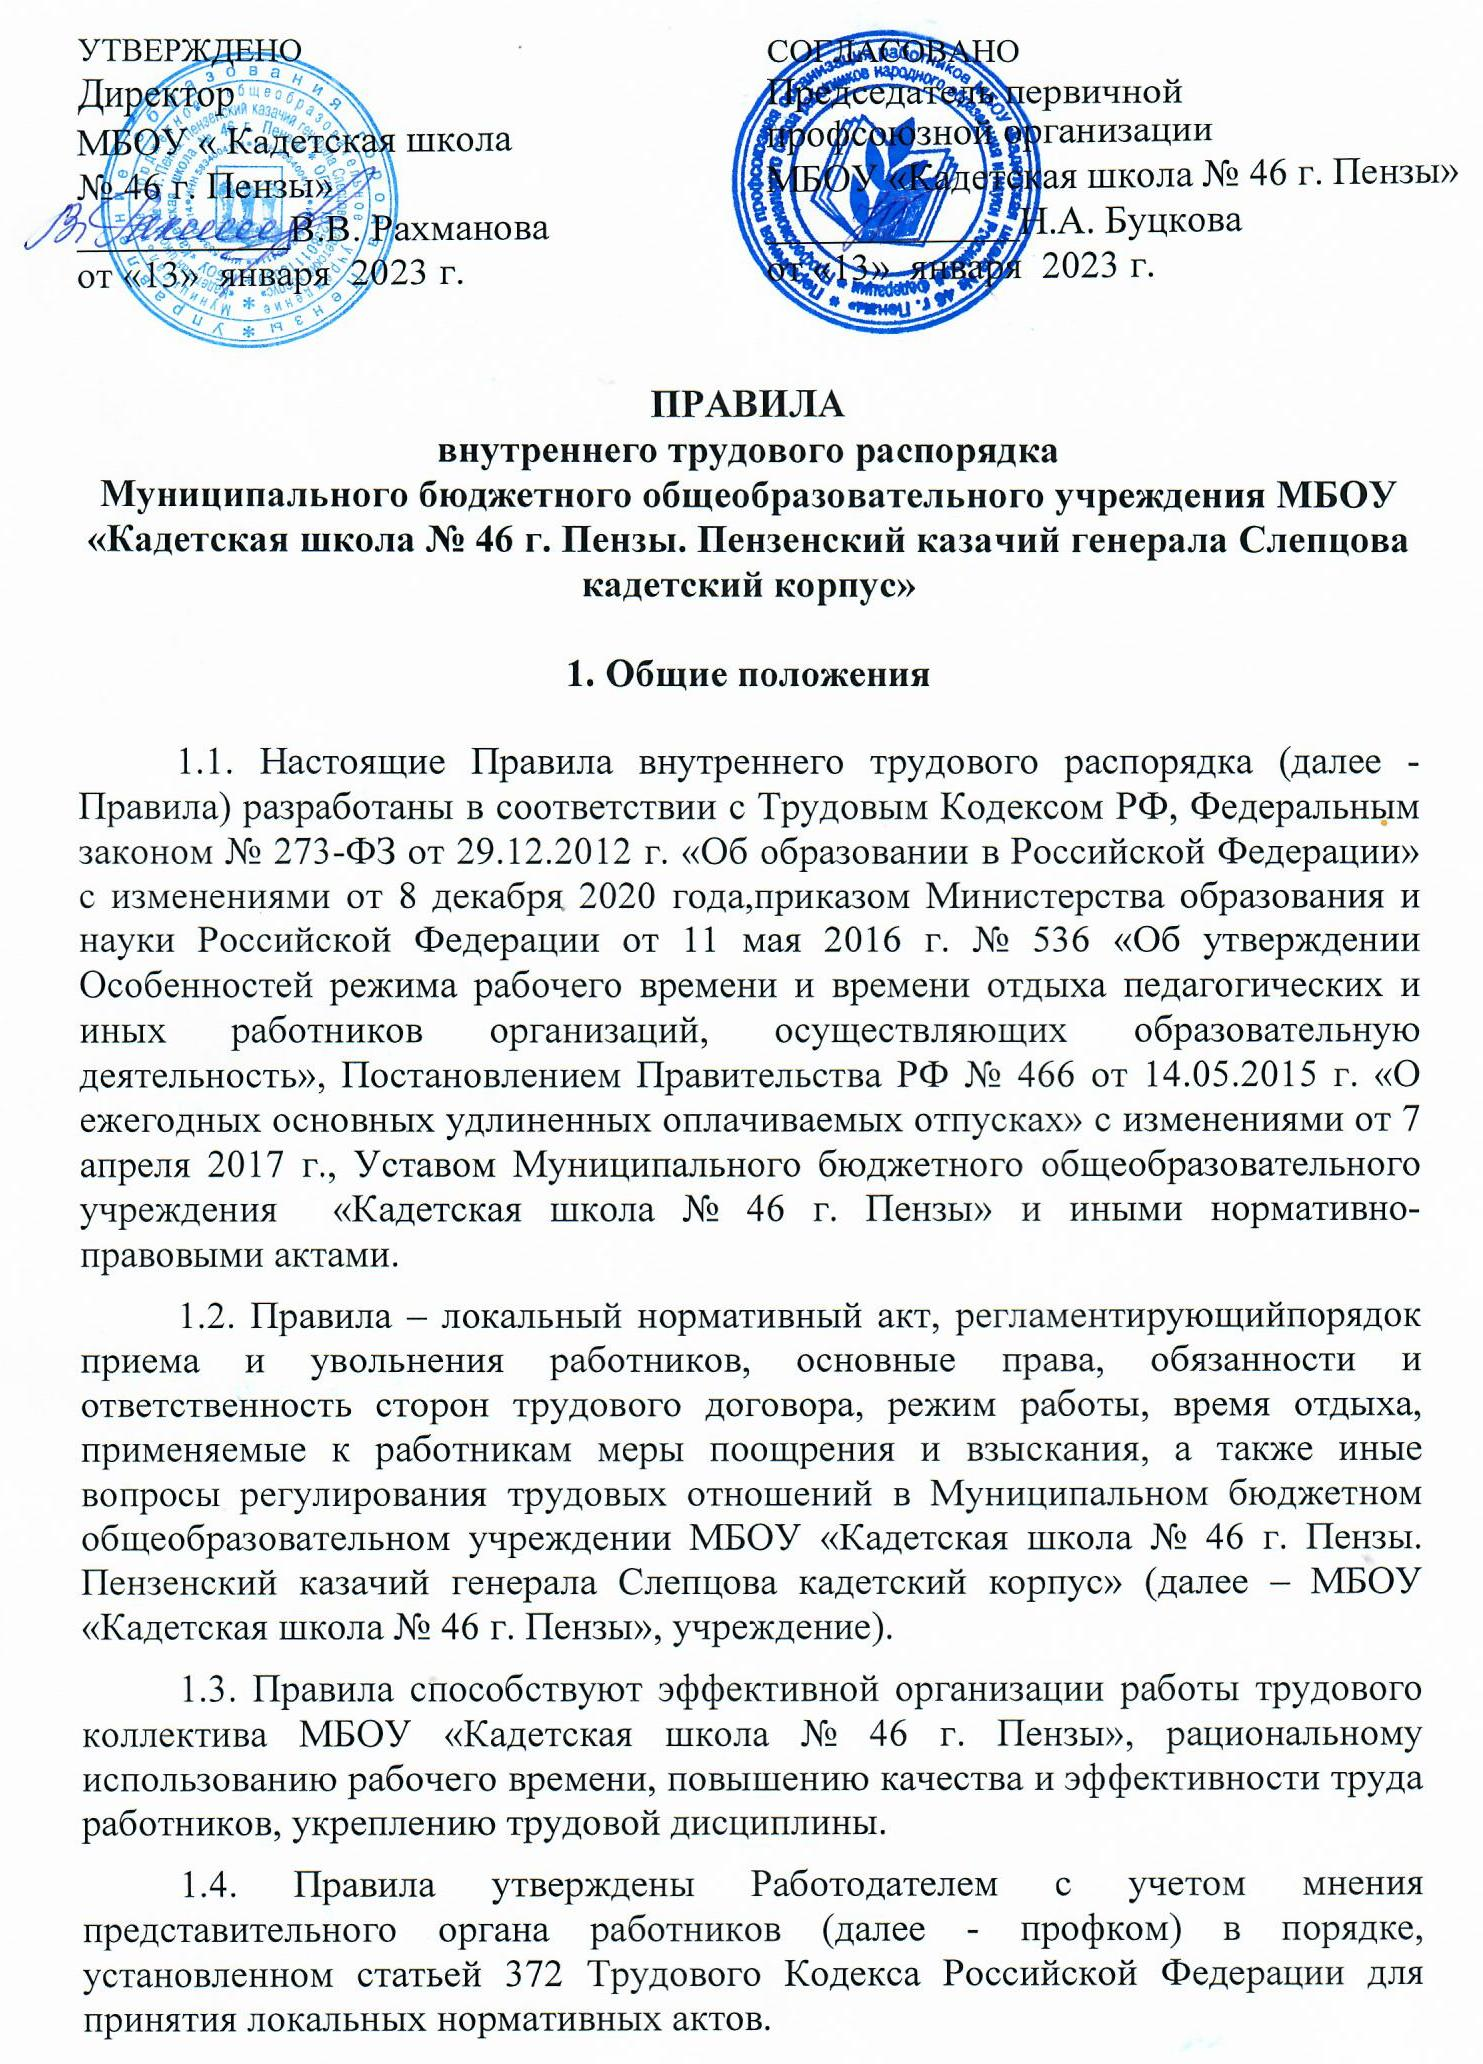 УТВЕРЖДЕНО
Директор
МБОУ « Кадетская школа
№ 46 г. Пензы»
В.В. Рахманова
от «13» января 2023 г.
СОГЛАСОВАНО
Председатель первичной
профсоюзной организации
МБОУ «Кадетская школа № 46 г. Пензы»
Н.А. Буцкова
от «13» января 2023 г.
ПРАВИЛА
внутреннего трудового распорядка
Муниципального бюджетного общеобразовательного учреждения МБОУ
«Кадетская школа № 46 г. Пензы. Пензенский казачий генерала Слепцова
кадетский корпус»
1. Общие положения
1.1. Настоящие Правила внутреннего трудового распорядка (далее -
Правила) разработаны в соответствии с Трудовым Кодексом РФ, Федеральным
законом № 273-ФЗ от 29.12.2012 г. «Об образовании в Российской Федерации»
с изменениями от 8 декабря 2020 года,приказом Министерства образования и
науки Российской Федерации от 11 мая 2016 г. № 536 «Об утверждении
Особенностей режима рабочего времени и времени отдыха педагогических и
иных работников организаций, осуществляющих образовательную
деятельность», Постановлением Правительства РФ № 466 от 14.05.2015 г. «О
ежегодных основных удлиненных оплачиваемых отпусках» с изменениями от 7
апреля 2017 г., Уставом Муниципального бюджетного общеобразовательного
учреждения «Кадетская школа № 46 г. Пензы» и иными нормативно-
правовыми актами.
1.2. Правила – локальный нормативный акт, регламентирующийпорядок
приема и увольнения работников, основные права, обязанности и
ответственность сторон трудового договора, режим работы, время отдыха,
применяемые к работникам меры поощрения и взыскания, а также иные
вопросы регулирования трудовых отношений в Муниципальном бюджетном
общеобразовательном учреждении МБОУ «Кадетская школа № 46 г. Пензы.
Пензенский казачий генерала Слепцова кадетский корпус» (далее – МБОУ
«Кадетская школа № 46 г. Пензы», учреждение).
1.3. Правила способствуют эффективной организации работы трудового
коллектива МБОУ «Кадетская школа № 46 г. Пензы», рациональному
использованию рабочего времени, повышению качества и эффективности труда
работников, укреплению трудовой дисциплины.
1.4. Правила утверждены Работодателем с учетом мнения
представительного органа работников (далее - профком) в порядке,
установленном статьей 372 Трудового Кодекса Российской Федерации для
принятия локальных нормативных актов.